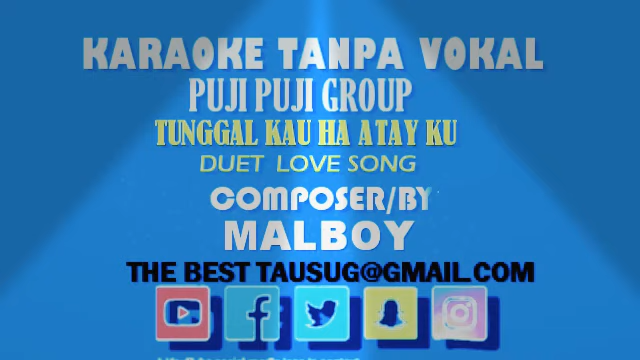 KARAOKE TANPA VOKAL
PUJI PUJI GROUP
TUNGGAL KAU HA ATAY KU
DUET LOVE SONG
COMPOSER/BY
MALBOY
THE BEST TAUSUG@GMAIL.COM